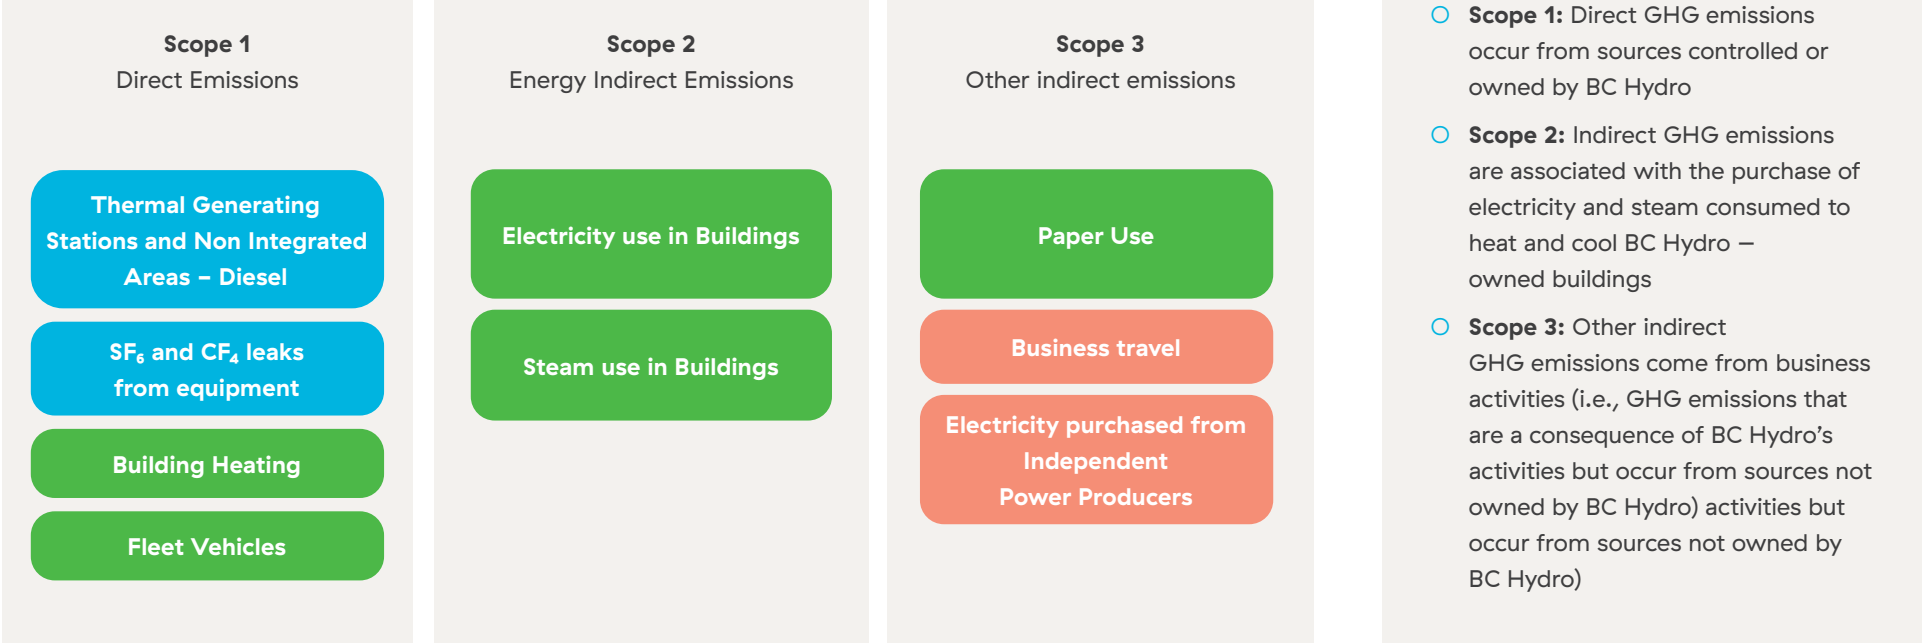 Scope 1
Direct Emissions
Thermal Generating
Stations and Non Integrated
Areas – Diesel
SF₆ and CF₄ leaks
from equipment
Building Heating
Fleet Vehicles
Scope 2
Energy Indirect Emissions
Electricity use in Buildings
Steam use in Buildings
Scope 3
Other indirect emissions
Paper Use
Business travel
Electricity purchased from
Independent
Power Producers
Scope 1: Direct GHG emissions
occur from sources controlled or
owned by BC Hydro
Scope 2: Indirect GHG emissions
are associated with the purchase of
electricity and steam consumed to
heat and cool BC Hydro –
owned buildings
Scope 3: Other indirect
GHG emissions come from business
activities (i.e., GHG emissions that
are a consequence of BC Hydro’s
activities but occur from sources not
owned by BC Hydro) activities but
occur from sources not owned by
BC Hydro)